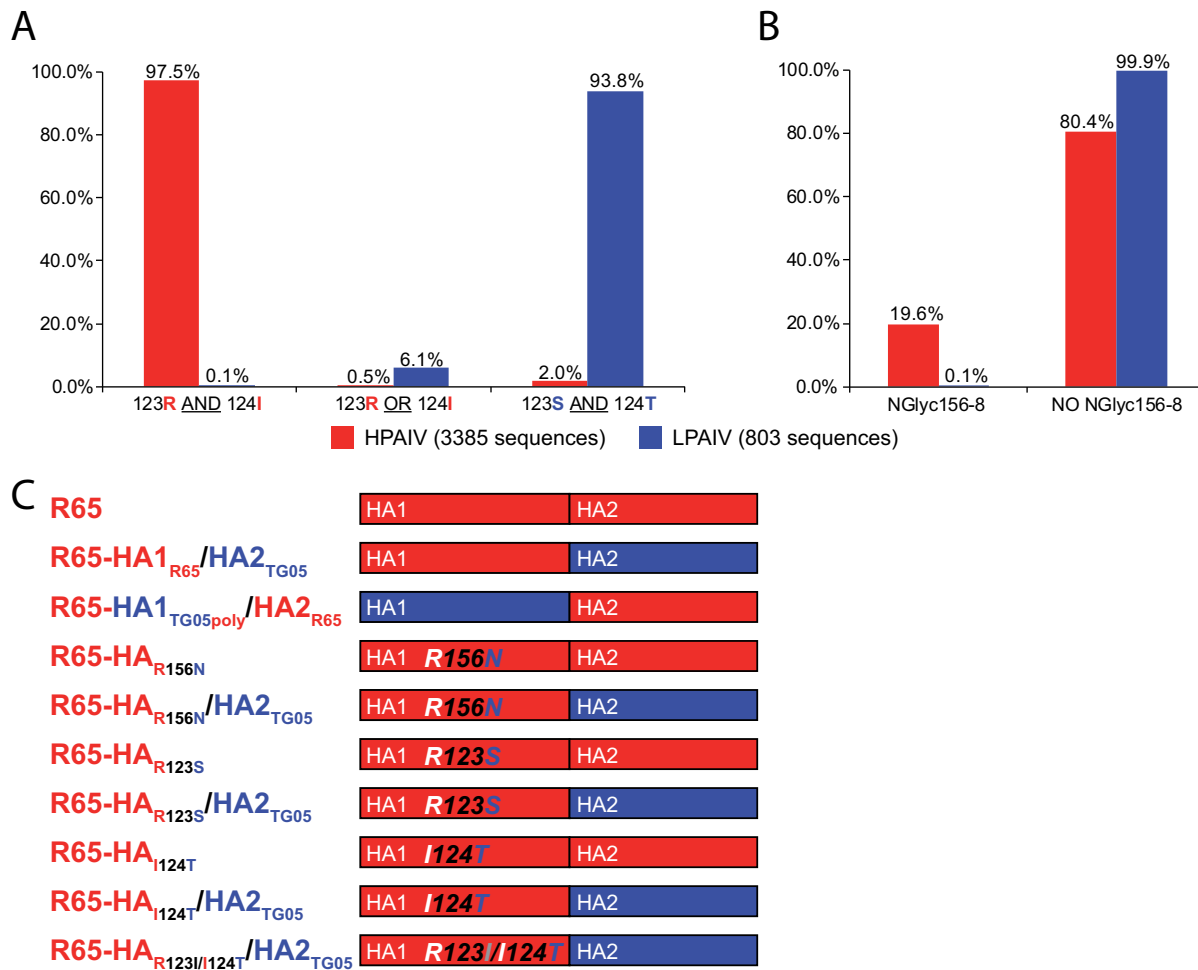 A
100.0%
80.0%
60.0%
40.0%
20.0%
0.0%
97.5%
0.1%
0.5%
6.1%
2.0%
93.8%
123R AND 124I
123R OR 124I
123S AND 124T
B
100.0%
80.0%
60.0%
40.0%
20.0%
0.0%
19.6%
0.1%
80.4%
99.9%
NGlyc156-8
NO NGlyc156-8
HPAIV (3385 sequences)
LPAIV (803 sequences)
C
R65 HA1 HA2
R65-HA1R65/HA2TG05 HA1 HA2
R65-HA1TG05poly/HA2R65 HA1 HA2
R65-HAR156N HA1 R156N HA2
R65-HAR156N/HA2TG05 HA1 R156N HA2
R65-HAR123S HA1 R123S HA2
R65-HAR123S/HA2TG05 HA1 R123S HA2
R65-HAI124T HA1 I124T HA2
R65-HAI124T/HA2TG05 HA1 I124T HA2
R65-HAR123I/I124T/HA2TG05 HA1 R123I/I124T HA2